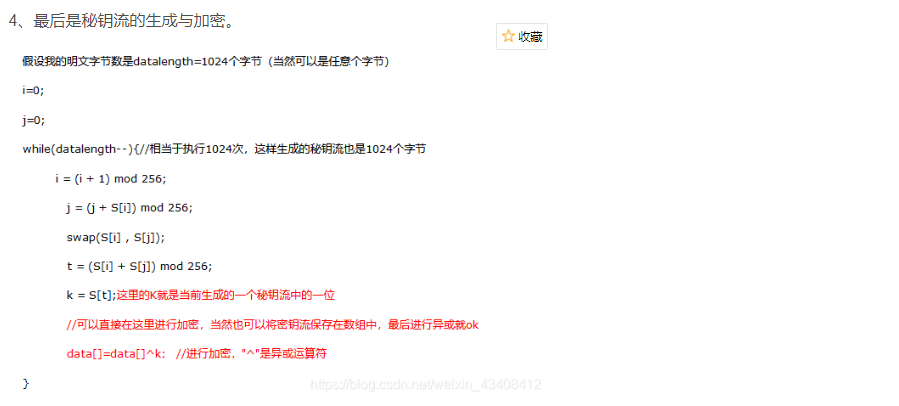 4、最后是秘钥流的生成与加密。
收藏
假设我的明文字节数是datalength=1024个字节（当然可以是任意个字节）
i=0;
j=0;
while(datalength--){//相当于执行1024次，这样生成的秘钥流也是1024个字节
i = (i + 1) mod 256;
j = (j + S[i]) mod 256;
swap(S[i] , S[j]);
t = (S[i] + S[j]) mod 256;
k = S[t];这里的K就是当前生成的一个秘钥流中的一位
//可以直接在这里进行加密，当然也可以将密钥流保存在数组中，最后进行异或就ok
data[]=data[]^k; //进行加密，"^"是异或运算符
}
https://blog.csdn.net/weixin_43408412